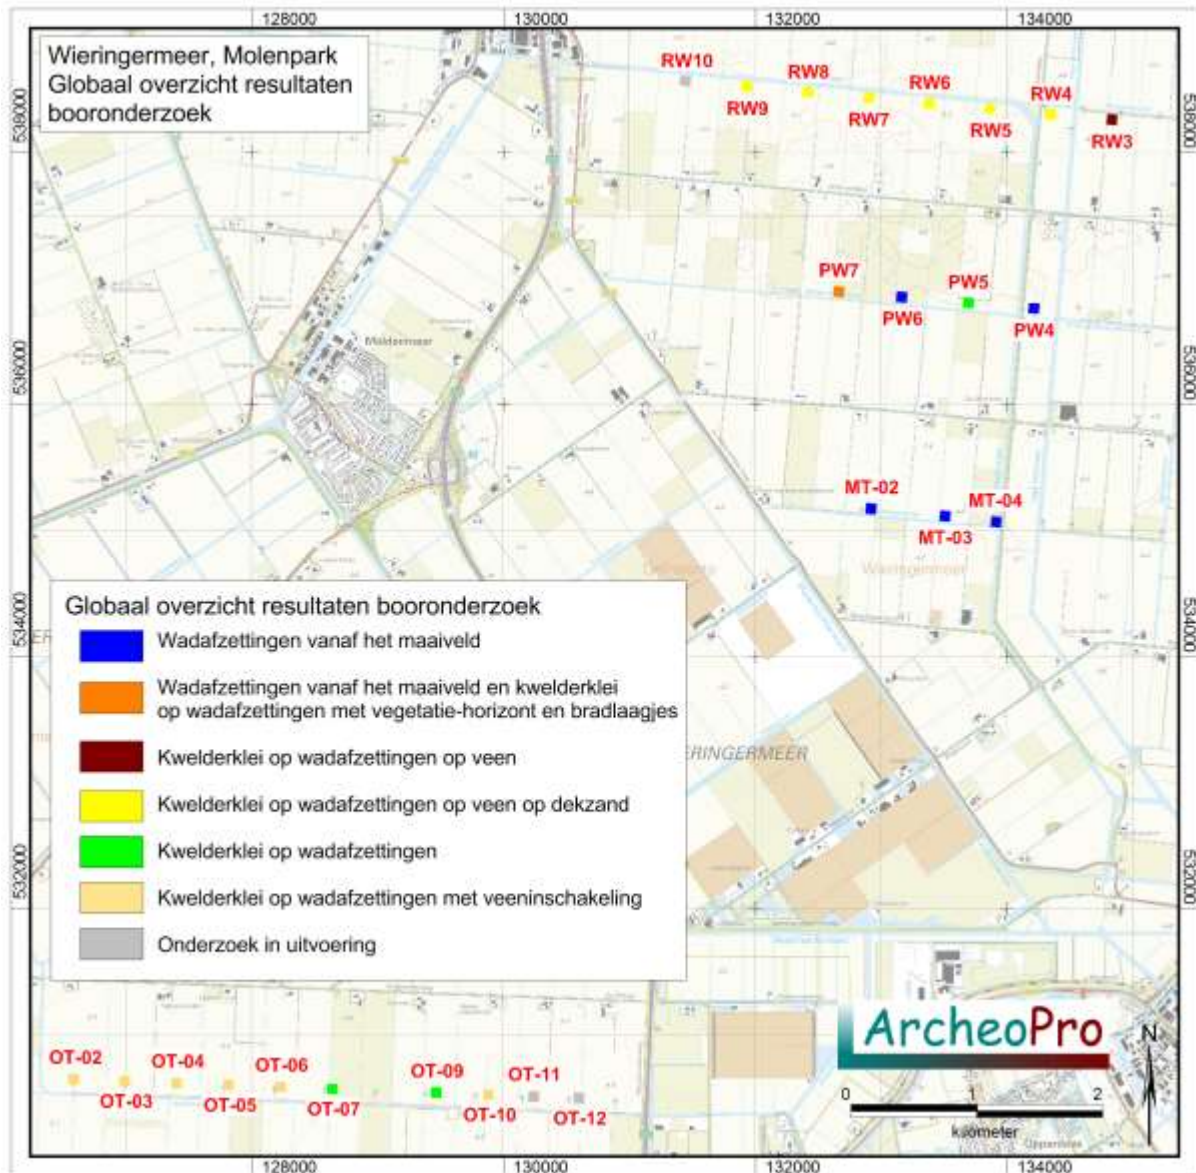 128000 130000 132000 134000
Wieringermeer, Molenpark
Globaal overzicht resultaten
booronderzoek
538000
538000
RW10
RW9
RW8
RW7
RW6
RW5
RW4
RW3
PW7
PW6
PW5
PW4
536000
536000
Middenmeer
MT-02
MT-03
MT-04
Wieringermeer
534000
534000
Globaal overzicht resultaten booronderzoek
Wadafzettingen vanaf het maaiveld
Wadafzettingen vanaf het maaiveld en kwelderklei
op wadafzettingen met vegetatie-horizont en bradlaagjes
Kwelderklei op wadafzettingen op veen
Kwelderklei op wadafzettingen op veen op dekzand
Kwelderklei op wadafzettingen
Kwelderklei op wadafzettingen met veeninschakeling
Onderzoek in uitvoering
ERINGERMEER
532000
532000
OT-02
OT-03
OT-04
OT-05
OT-06
OT-07
OT-09
OT-10
OT-11
OT-12
ArcheoPro
N
0 1 2
kilometer
128000 130000 132000 134000